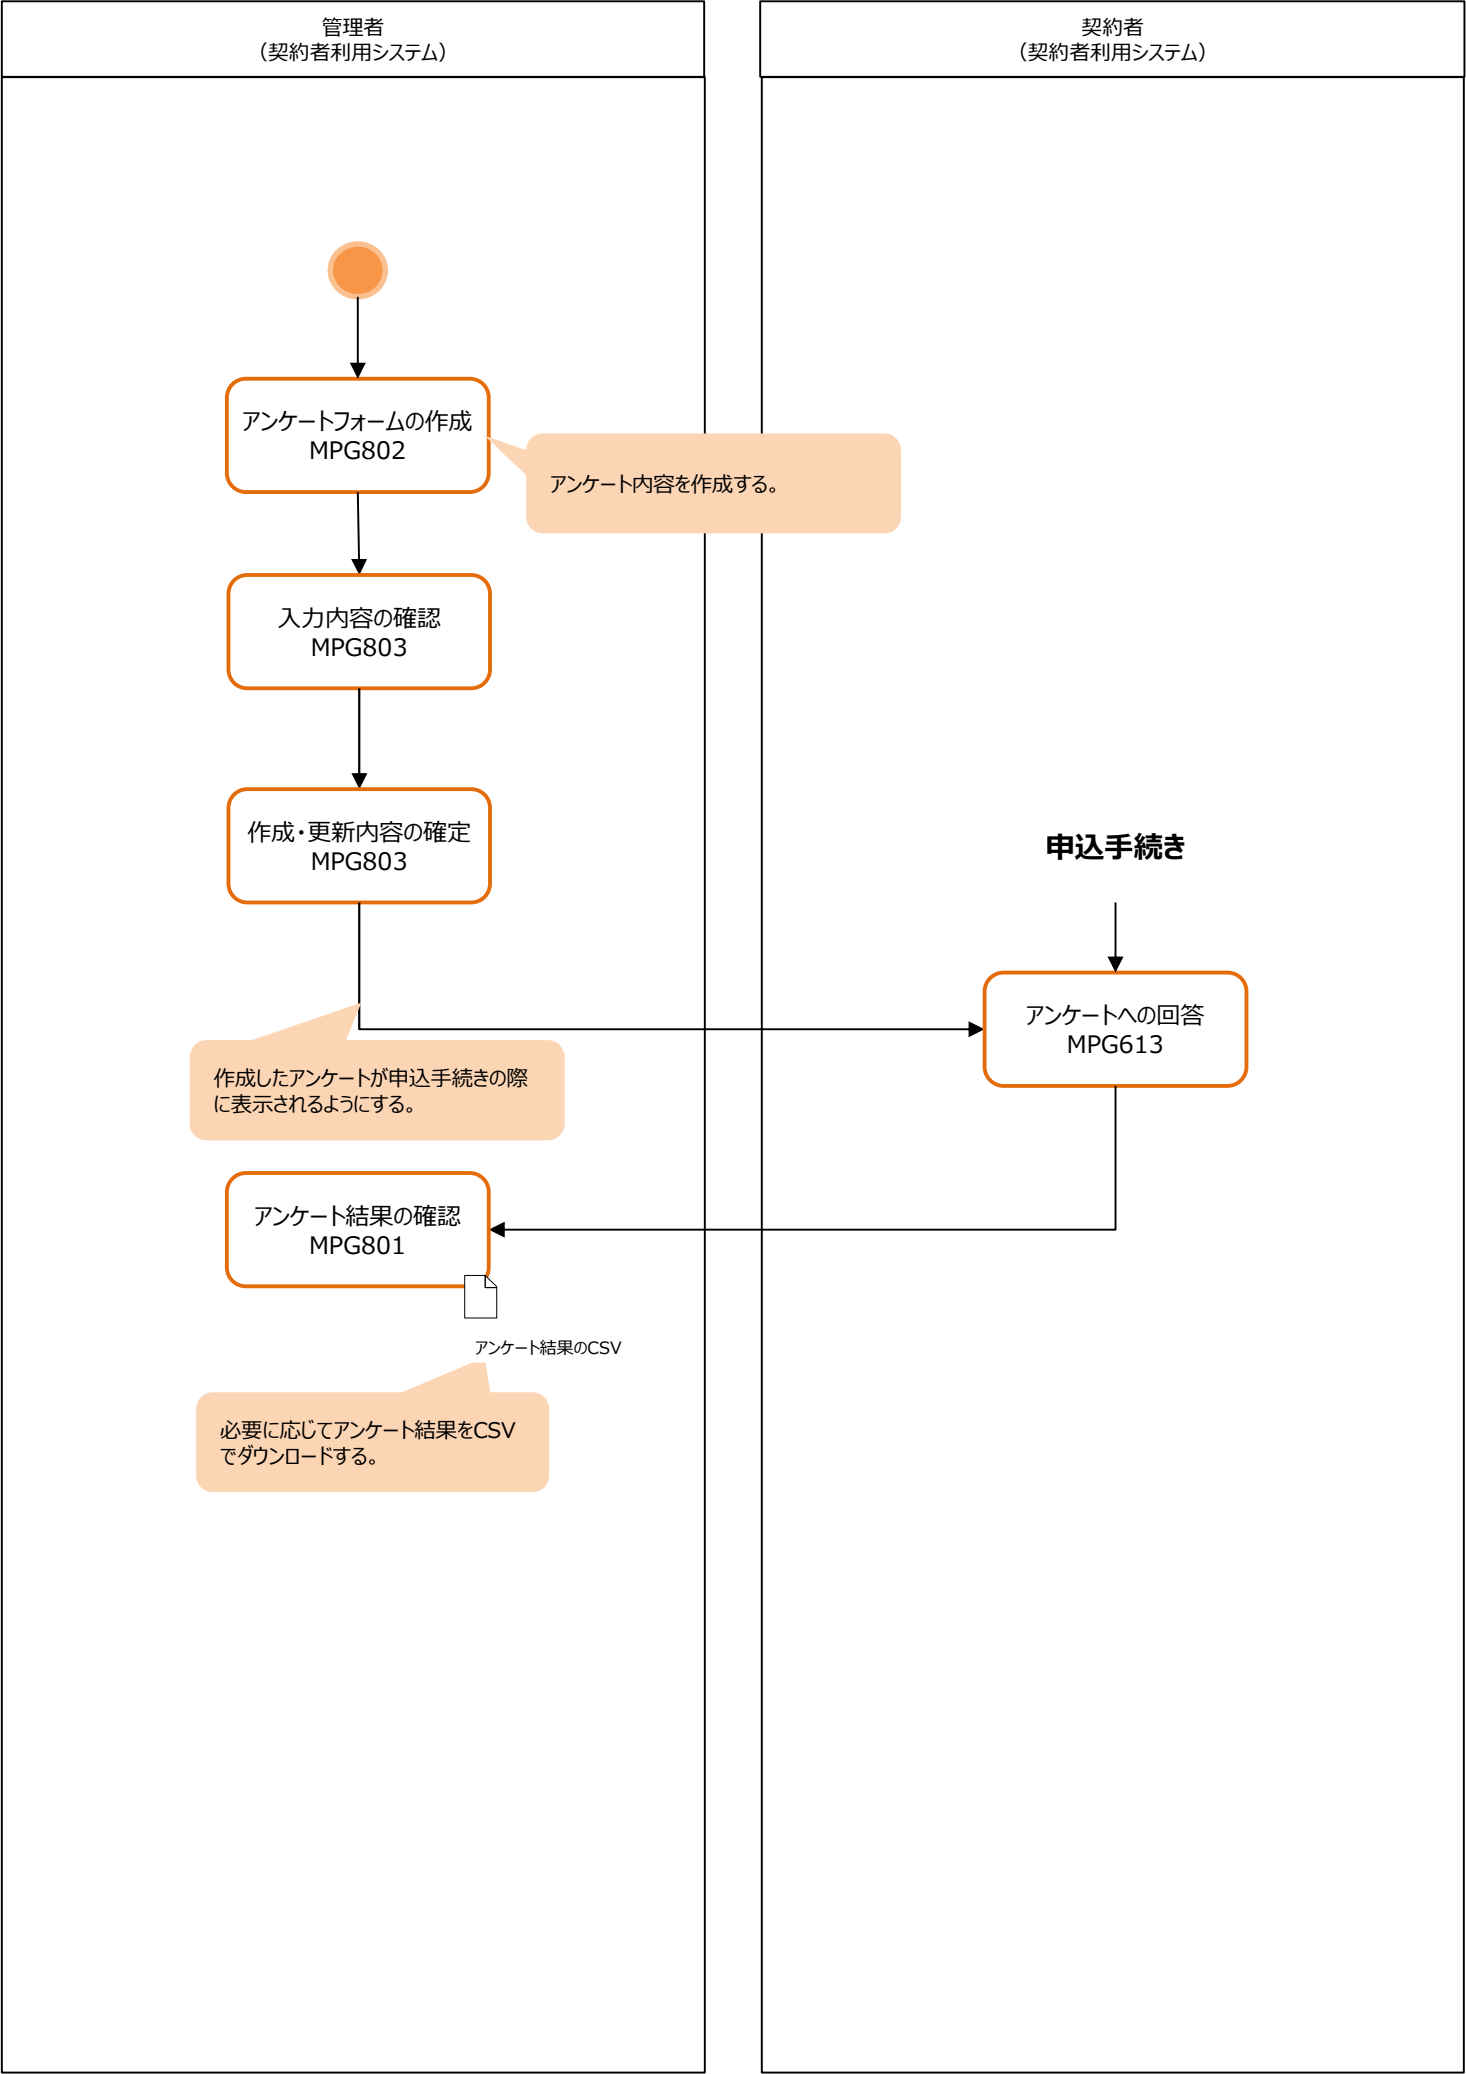 管理者
（契約者利用システム）
契約者
（契約者利用システム）
アンケートフォームの作成
MPG802
アンケート内容を作成する。
入力内容の確認
MPG803
作成・更新内容の確定
MPG803
申込手続き
アンケートへの回答
MPG613
作成したアンケートが申込手続きの際
に表示されるようにする。
アンケート結果の確認
MPG801
アンケート結果のCSV
必要に応じてアンケート結果をCSV
でダウンロードする。